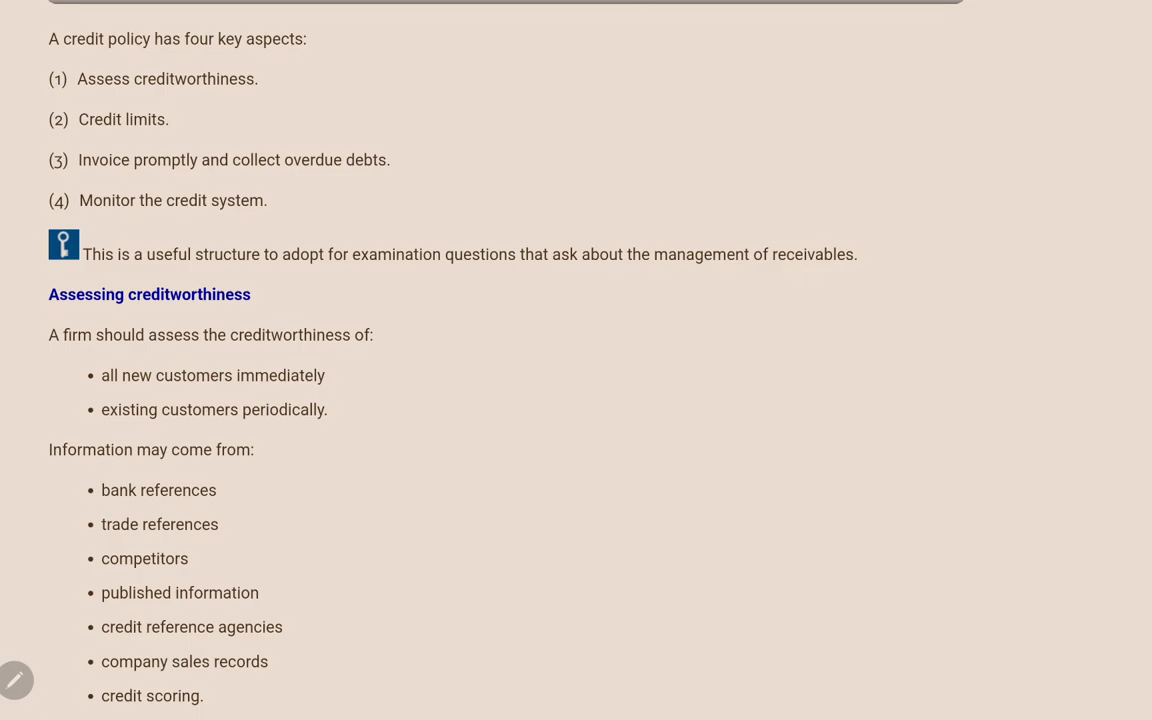 A credit policy has four key aspects:
(1) Assess creditworthiness.
(2) Credit limits.
(3) Invoice promptly and collect overdue debts.
(4) Monitor the credit system.
This is a useful structure to adopt for examination questions that ask about the management of receivables.
Assessing creditworthiness
A firm should assess the creditworthiness of:
• all new customers immediately
• existing customers periodically.
Information may come from:
• bank references
• trade references
• competitors
• published information
• credit reference agencies
• company sales records
• credit scoring.